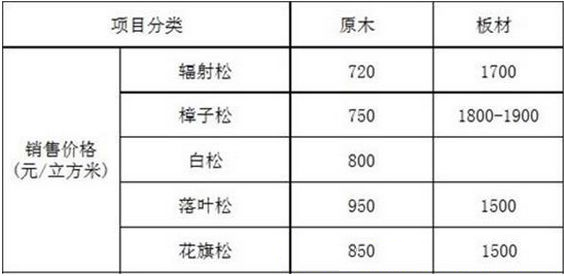 项目分类 原木 板材
辐射松 720 1700
樟子松 750 1800-1900
销售价格
(元/立方米)
白松 800
落叶松 950 1500
花旗松 850 1500